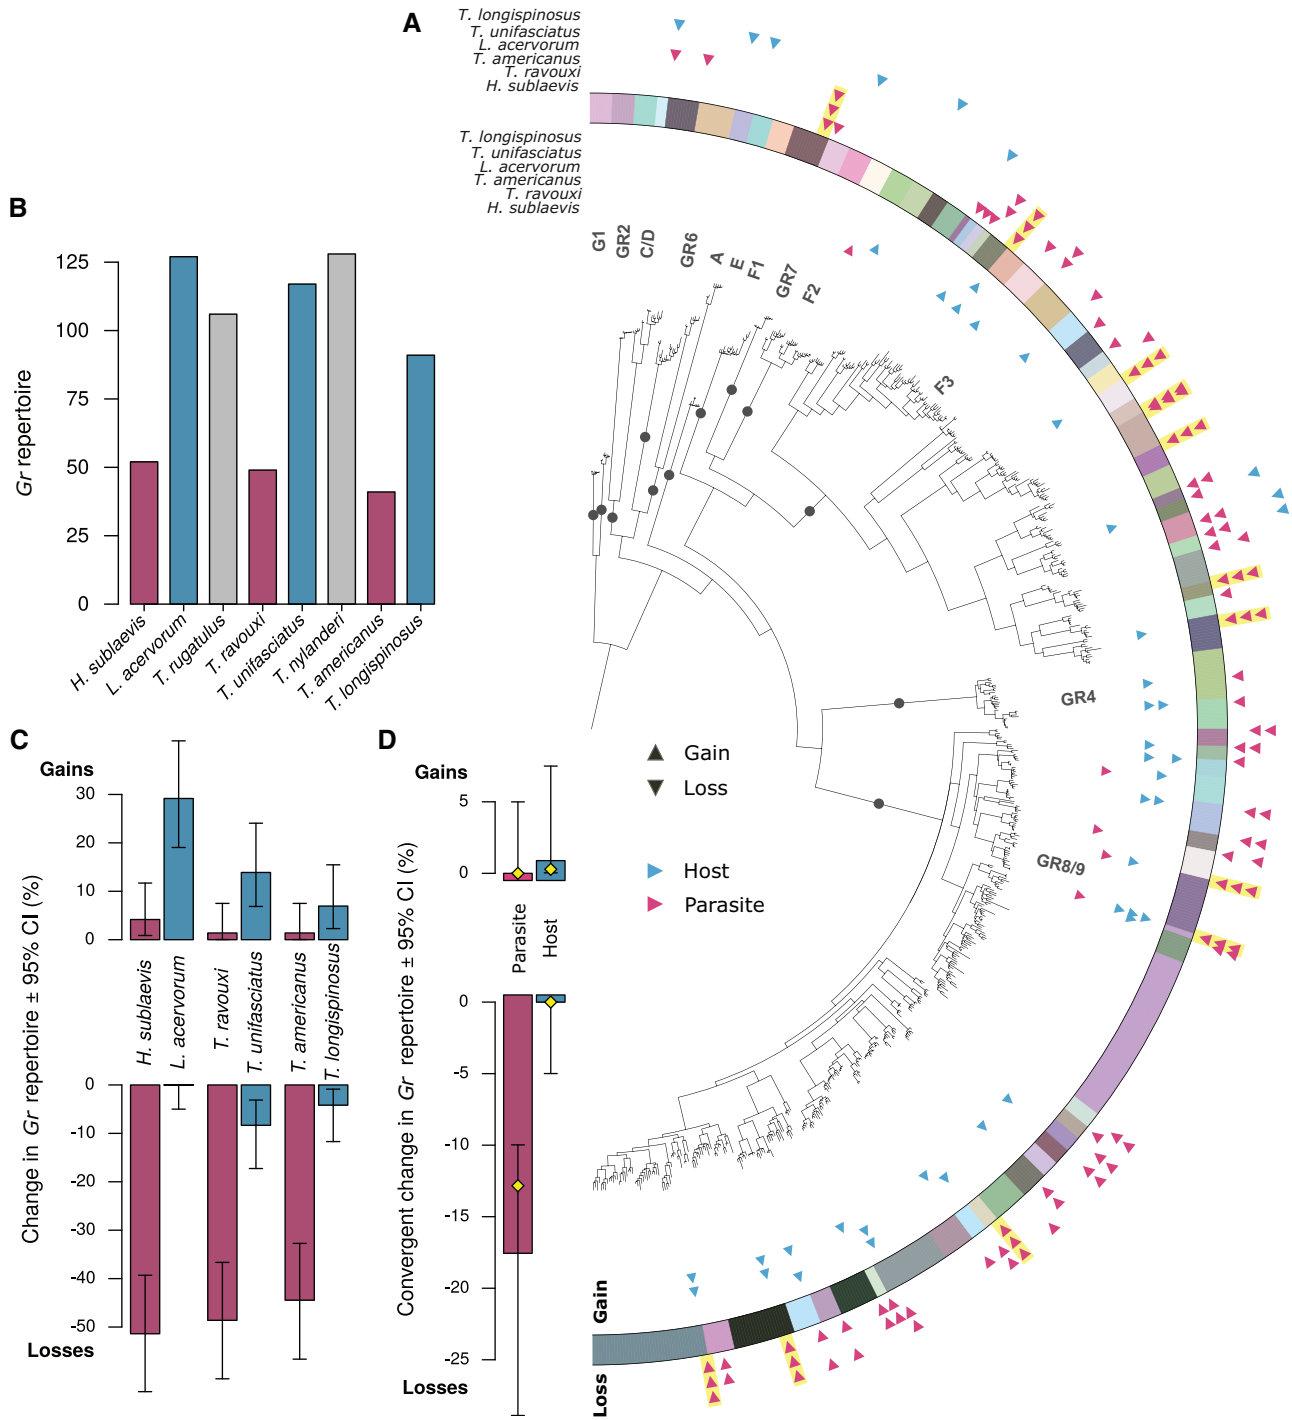 A
T. longispinosus
T. unifasciatus
L. acervorum
T. americanus
T. ravouxi
H. sublaevis
T. longispinosus
T. unifasciatus
L. acervorum
T. americanus
T. ravouxi
H. sublaevis
G1
GR2
C/D
GR6
A
E
F1
GR7
F2
F3
GR4
GR8/9
Gain
Loss
Host
Parasite
Gain
Loss
B
Gr repertoire
125
100
75
50
25
0
H. sublaevis
L. acervorum
T. rugatulus
T. ravouxi
T. unifasciatus
T. nylanderi
T. americanus
T. longispinosus
C
Gains
Change in Gr repertoire ± 95% CI (%)
30
20
10
0
H. sublaevis
L. acervorum
T. ravouxi
T. unifasciatus
T. americanus
T. longispinosus
0
-10
-20
-30
-40
-50
Losses
D
Gains
Convergent change in Gr repertoire ± 95% CI (%)
5
0
Parasite
Host
0
-5
-10
-15
-20
-25
Losses